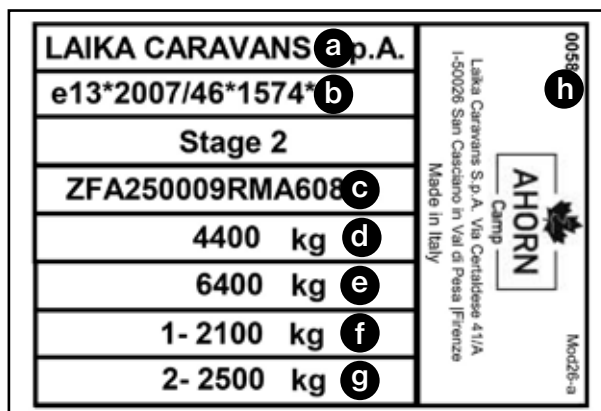 LAIKA CARAVANS a p.A.
e13*2007/46*1574* b
Stage 2
ZFA250009RMA608 c
4400 kg d
6400 kg e
1- 2100 kg f
2- 2500 kg g
0058
h
AHORN
Camp
Laika Caravans S.p.A. Via Certaldese 41/A
I-50026 San Casciano in Val di Pesa |Firenze
Made in Italy
Mod26-a